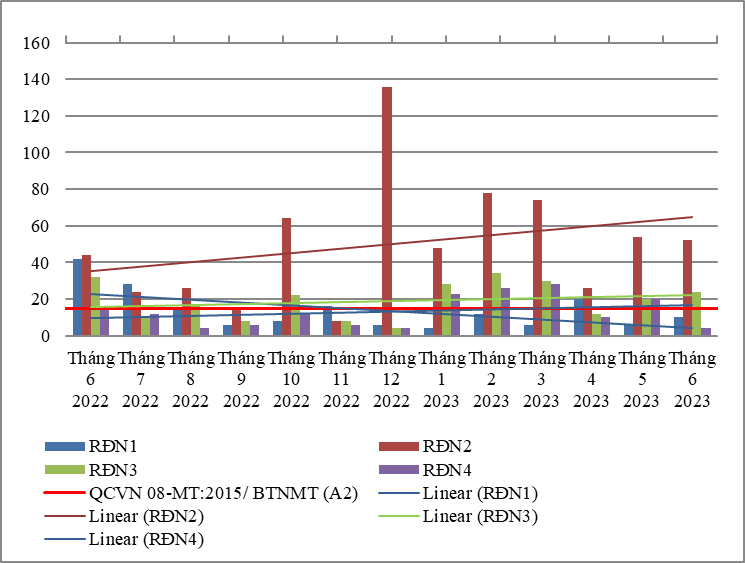 160
140
120
100
80
60
40
20
0
Tháng Tháng Tháng Tháng Tháng Tháng Tháng Tháng Tháng Tháng Tháng Tháng Tháng
6 7 8 9 10 11 12 1 2 3 4 5 6
2022 2022 2022 2022 2022 2022 2022 2023 2023 2023 2023 2023 2023
RĐN1 RĐN2
RĐN3 RĐN4
QCVN 08-MT:2015/ BTNMT (A2) Linear (RĐN1)
Linear (RĐN2) Linear (RĐN3)
Linear (RĐN4)